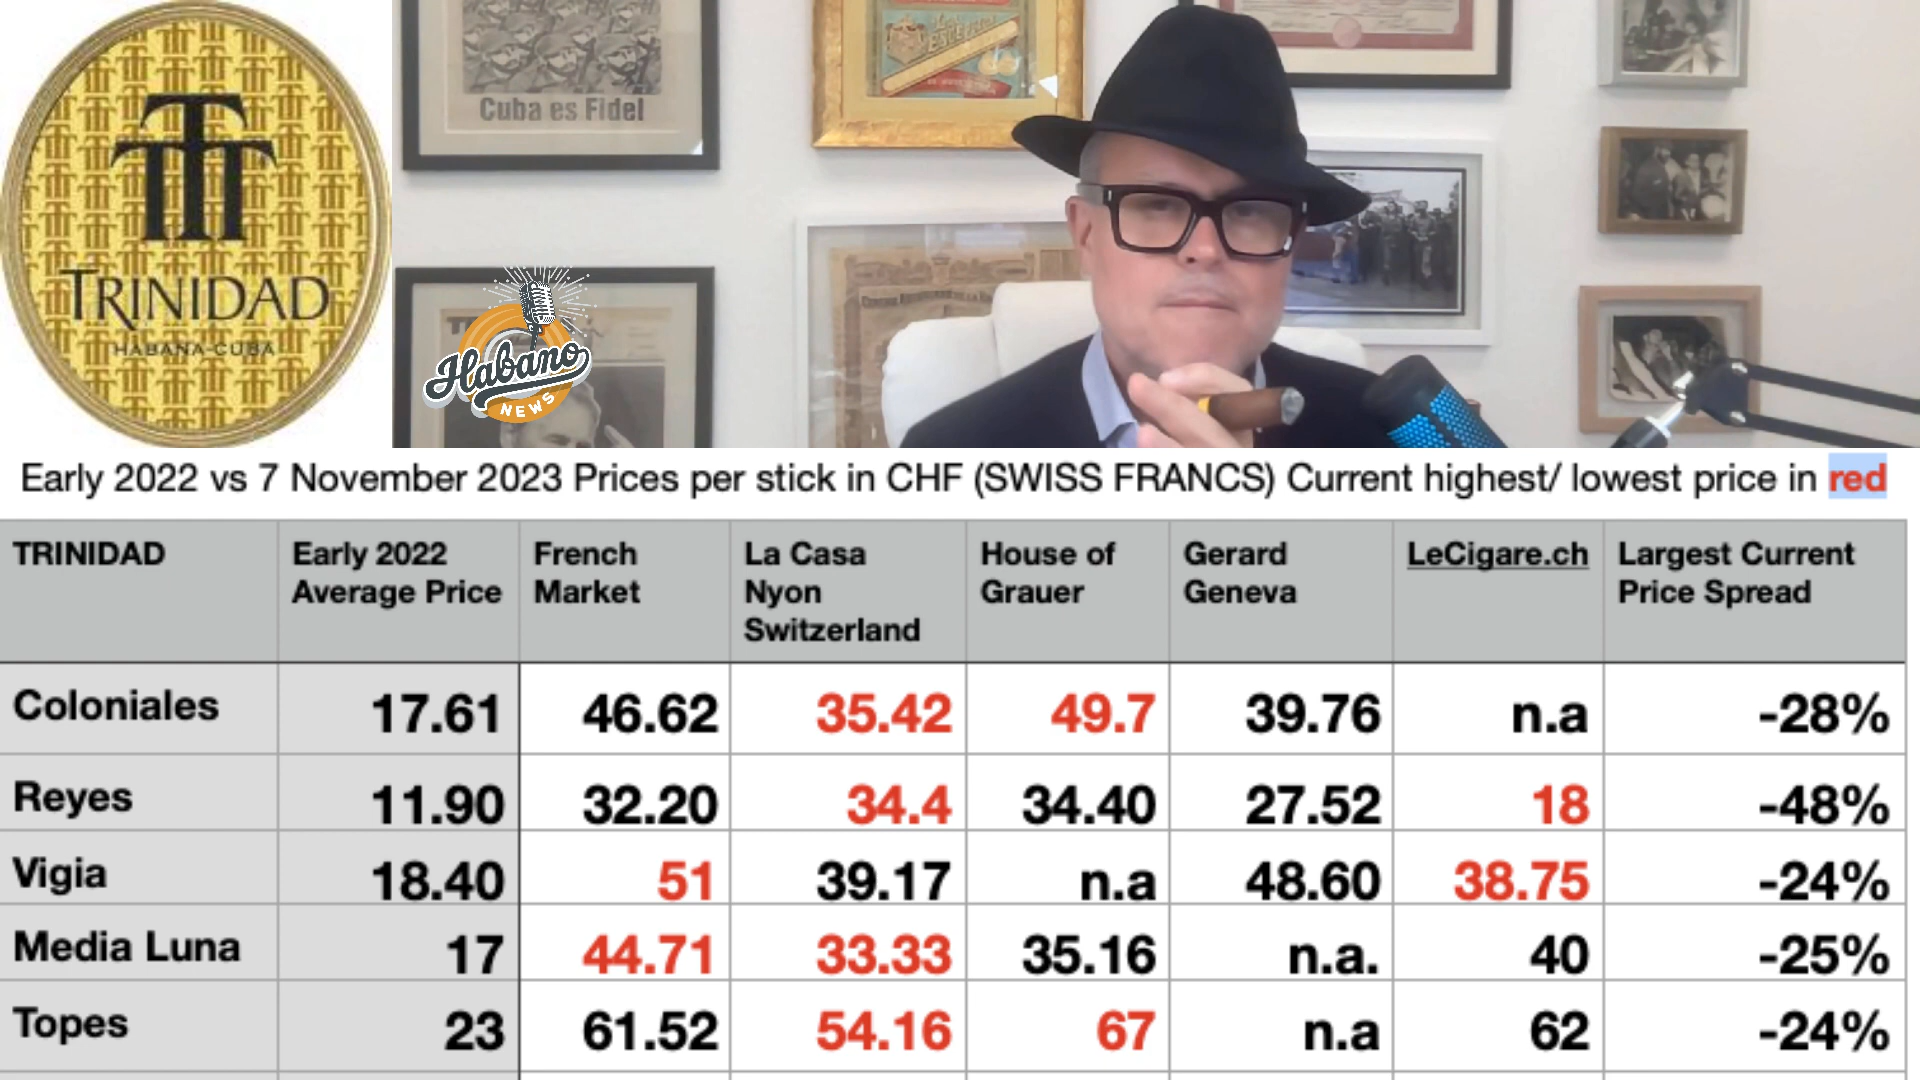 TRINIDAD
HABANA-CUBA
Cuba es Fidel
Habano
NEWS
Early 2022 vs 7 November 2023 Prices per stick in CHF (SWISS FRANCS) Current highest/ lowest price in red
TRINIDAD
Early 2022
Average Price
French
Market
La Casa
Nyon
Switzerland
House of
Grauer
Gerard
Geneva
LeCigare.ch
Largest Current
Price Spread
Coloniales 17.61 46.62 35.42 49.7 39.76 n.a -28%
Reyes 11.90 32.20 34.4 34.40 27.52 18 -48%
Vigia 18.40 51 39.17 n.a 48.60 38.75 -24%
Media Luna 17 44.71 33.33 35.16 n.a. 40 -25%
Topes 23 61.52 54.16 67 n.a 62 -24%